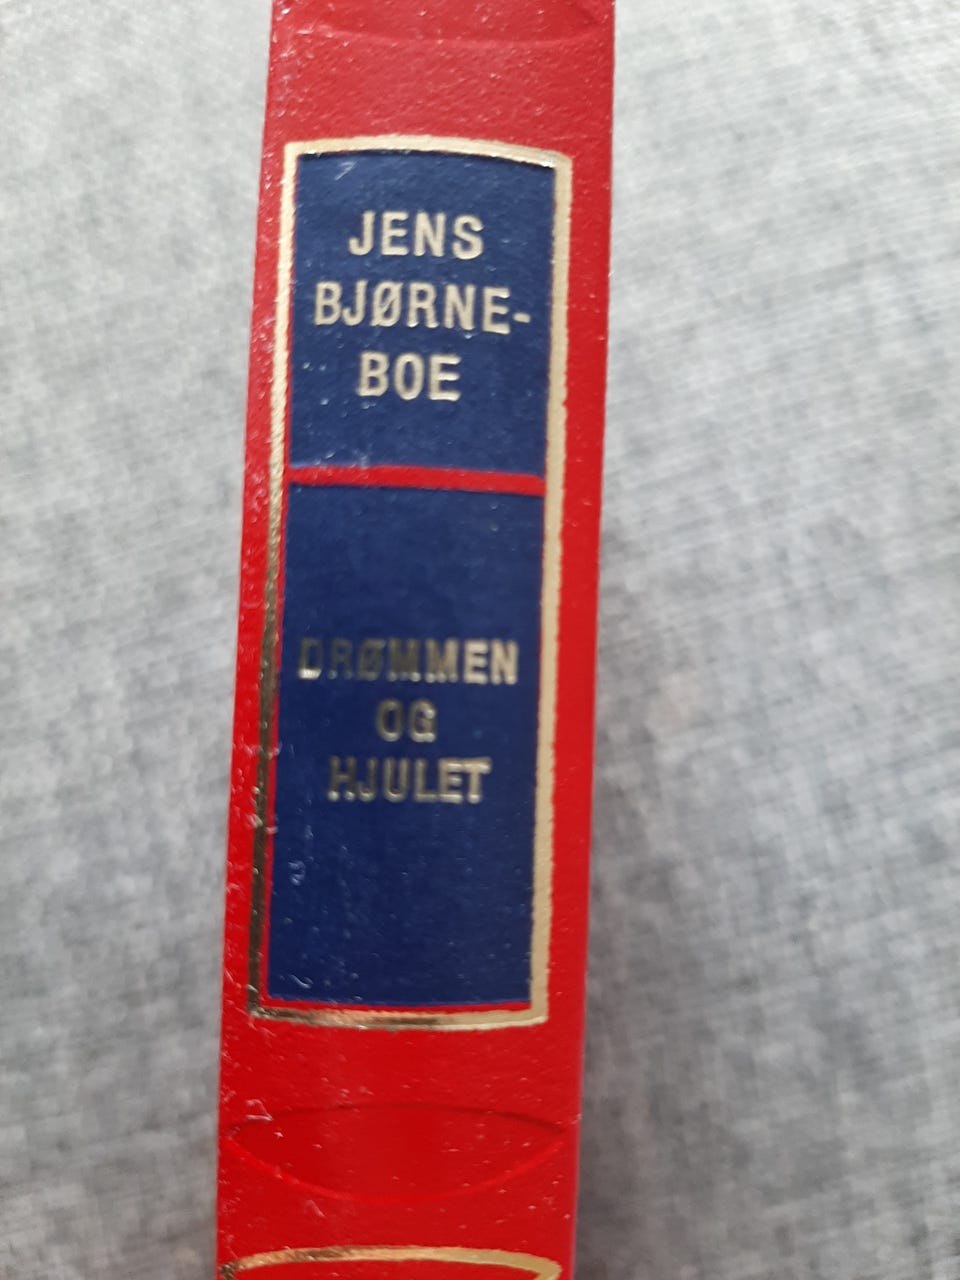 JENS
BJØRNE-
BOE
DRØMMEN
OG
HJULET